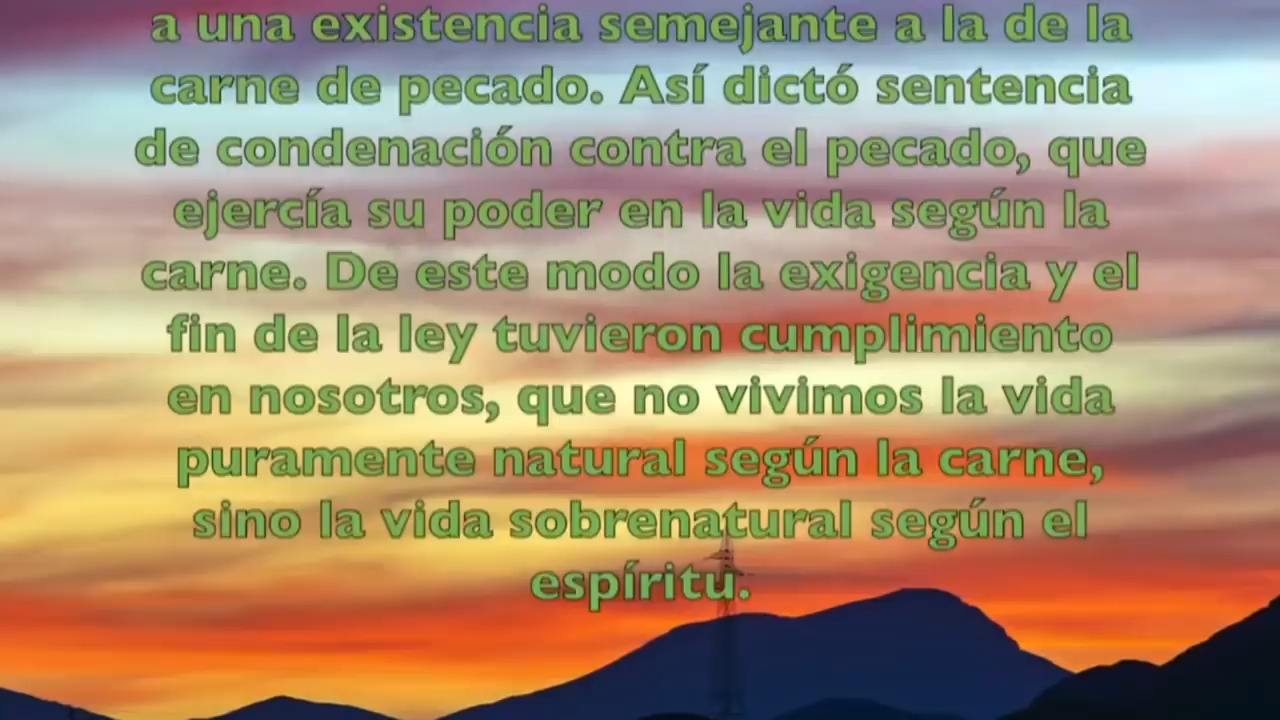 a una existencia semejante a la de la
carne de pecado. Así dictó sentencia
de condenación contra el pecado, que
ejercía su poder en la vida según la
carne. De este modo la exigencia y el
fin de la ley tuvieron cumplimiento
en nosotros, que no vivimos la vida
puramente natural según la carne,
sino la vida sobrenatural según el
espíritu.